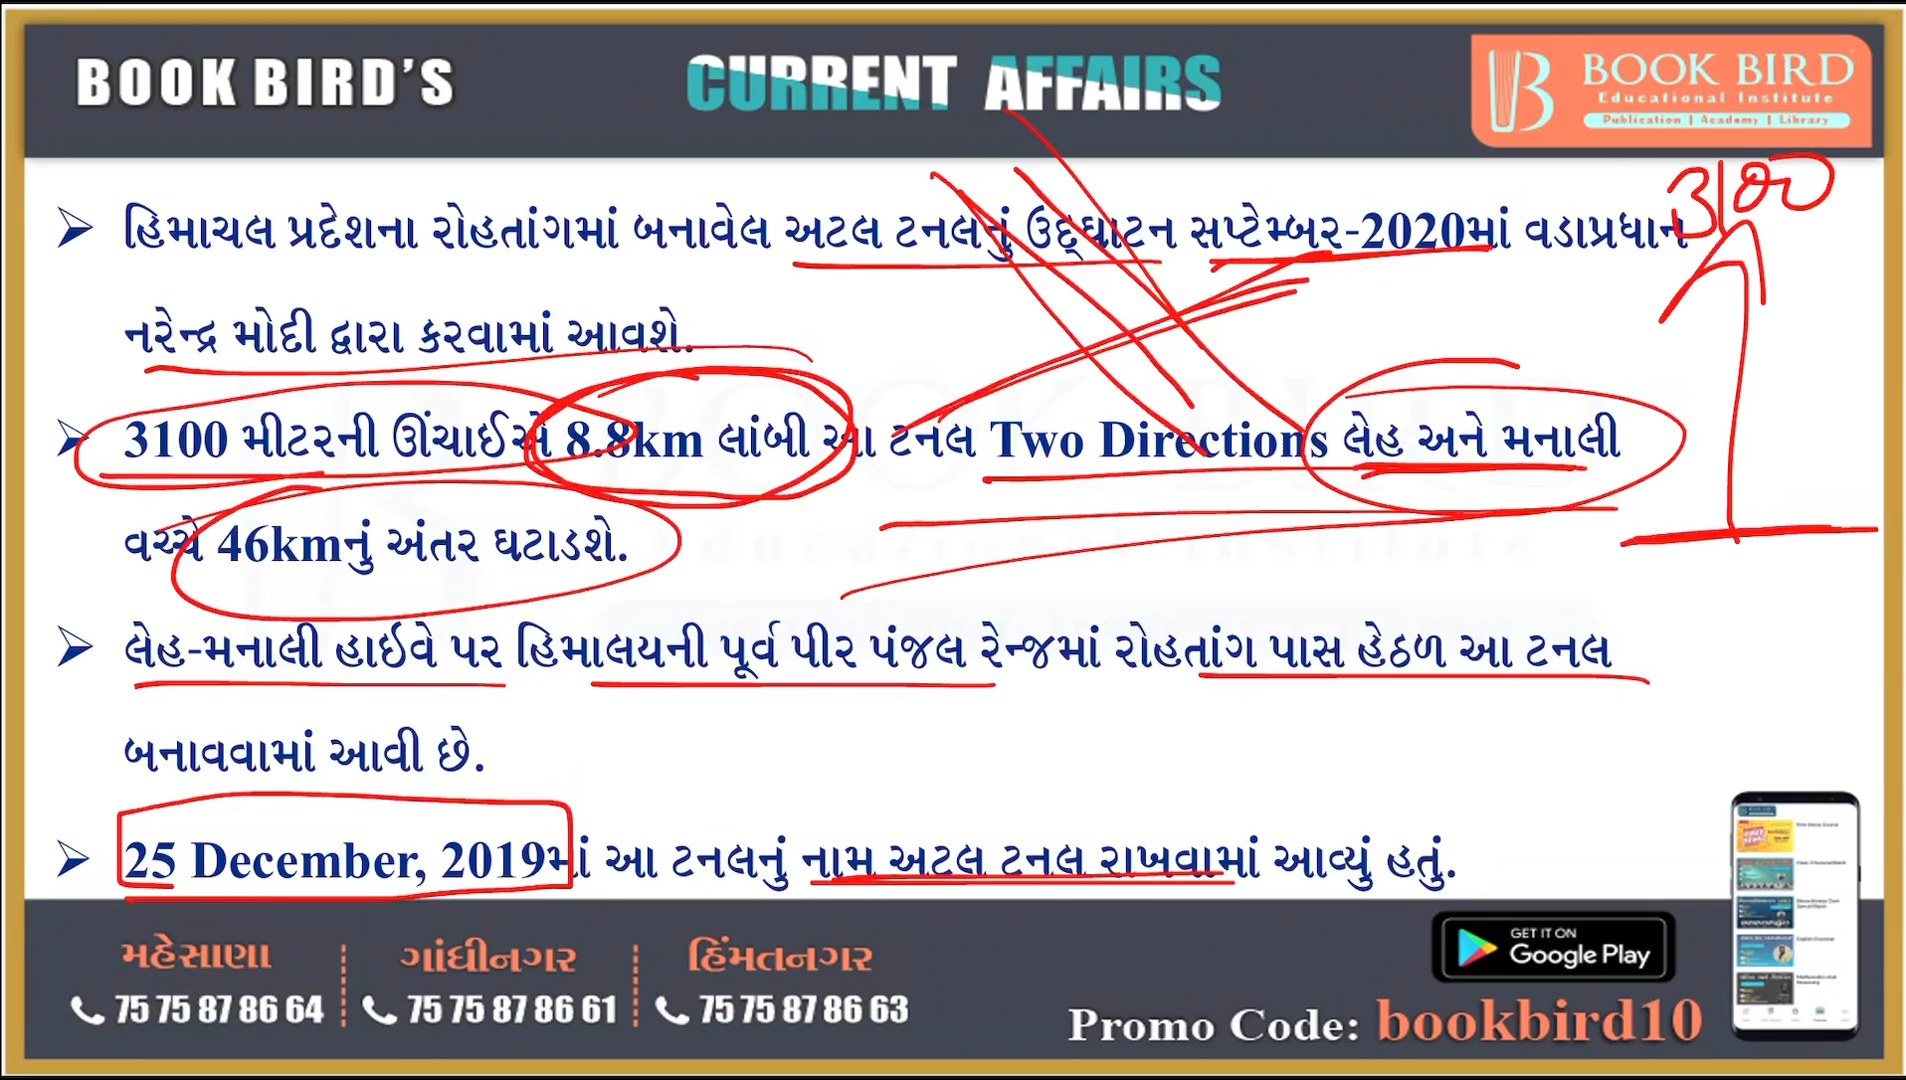 BOOK BIRD'S
CURRENT AFFAIRS
BOOK BIRD
Educational Institute
Publication | Academy | Library
3100
➢ હિમાચલ પ્રદેશના રોહતાંગમાં બનાવેલ અટલ ટનલનું ઉદ્‌ઘાટન સપ્ટેમ્બર-2020માં વડાપ્રધાન
નરેન્દ્ર મોદી દ્વારા કરવામાં આવશે.
➢ 3100 મીટરની ઊંચાઈએ 8.8km લાંબી આ ટનલ Two Directions લેહ અને મનાલી
વચ્ચે 46kmનું અંતર ઘટાડશે.
➢ લેહ-મનાલી હાઇવે પર હિમાલયની પૂર્વ પીર પંજલ રેન્જમાં રોહતાંગ પાસ હેઠળ આ ટનલ
બનાવવામાં આવી છે.
➢ 25 December, 2019માં આ ટનલનું નામ અટલ ટનલ રાખવામાં આવ્યું હતું.
મહેસાણા
75 75 87 86 64
ગાંધીનગર
75 75 87 86 61
હિંમતનગર
75 75 87 86 63
GET IT ON
Google Play
Promo Code: bookbird10